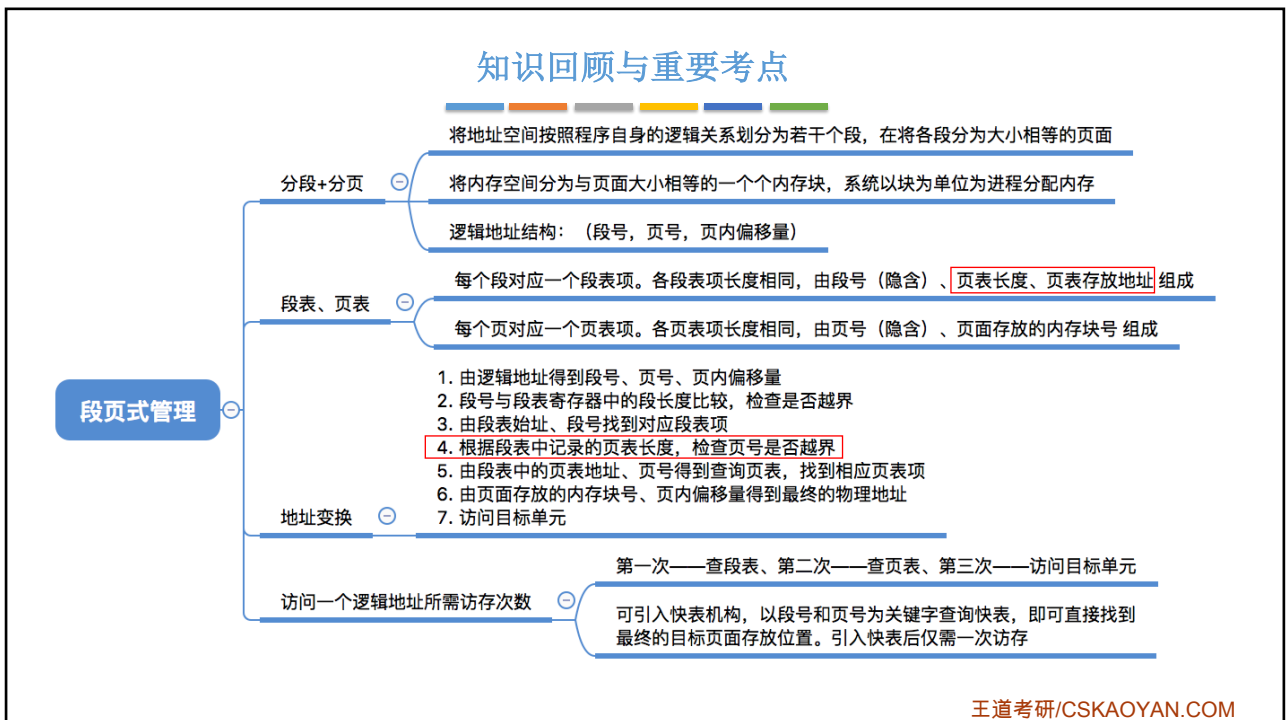 知识回顾与重要考点
将地址空间按照程序自身的逻辑关系划分为若干个段，在将各段分为大小相等的页面
分段+分页
将内存空间分为与页面大小相等的一个个内存块，系统以块为单位为进程分配内存
逻辑地址结构：（段号，页号，页内偏移量）
每个段对应一个段表项。各段表项长度相同，由段号（隐含）、页表长度、页表存放地址 组成
段表、页表
每个页对应一个页表项。各页表项长度相同，由页号（隐含）、页面存放的内存块号 组成
段页式管理
1. 由逻辑地址得到段号、页号、页内偏移量
2. 段号与段表寄存器中的段长度比较，检查是否越界
3. 由段表始址、段号找到对应段表项
4. 根据段表中记录的页表长度，检查页号是否越界
5. 由段表中的页表地址、页号得到查询页表，找到相应页表项
6. 由页面存放的内存块号、页内偏移量得到最终的物理地址
7. 访问目标单元
地址变换
第一次——查段表、第二次——查页表、第三次——访问目标单元
访问一个逻辑地址所需访存次数
可引入快表机构，以段号和页号为关键字查询快表，即可直接找到
最终的目标页面存放位置。引入快表后仅需一次访存
王道考研/CSKAOYAN.COM